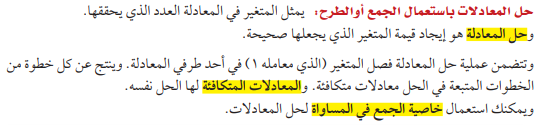 حل المعادلات باستعمال الجمع أوالطرح: يمثل المتغير في المعادلة العدد الذي يحققها.
وحل المعادلة هو إيجاد قيمة المتغير الذي يجعلها صحيحة.
وتتضمن عملية حل المعادلة فصل المتغير (الذي معامله ١) في أحد طرفي المعادلة. وينتج عن كل خطوة من
الخطوات المتبعة في الحل معادلات متكافئة. والمعادلات المتكافئة لها الحل نفسه.
ويمكنك استعمال خاصية الجمع في المساواة لحل المعادلات.